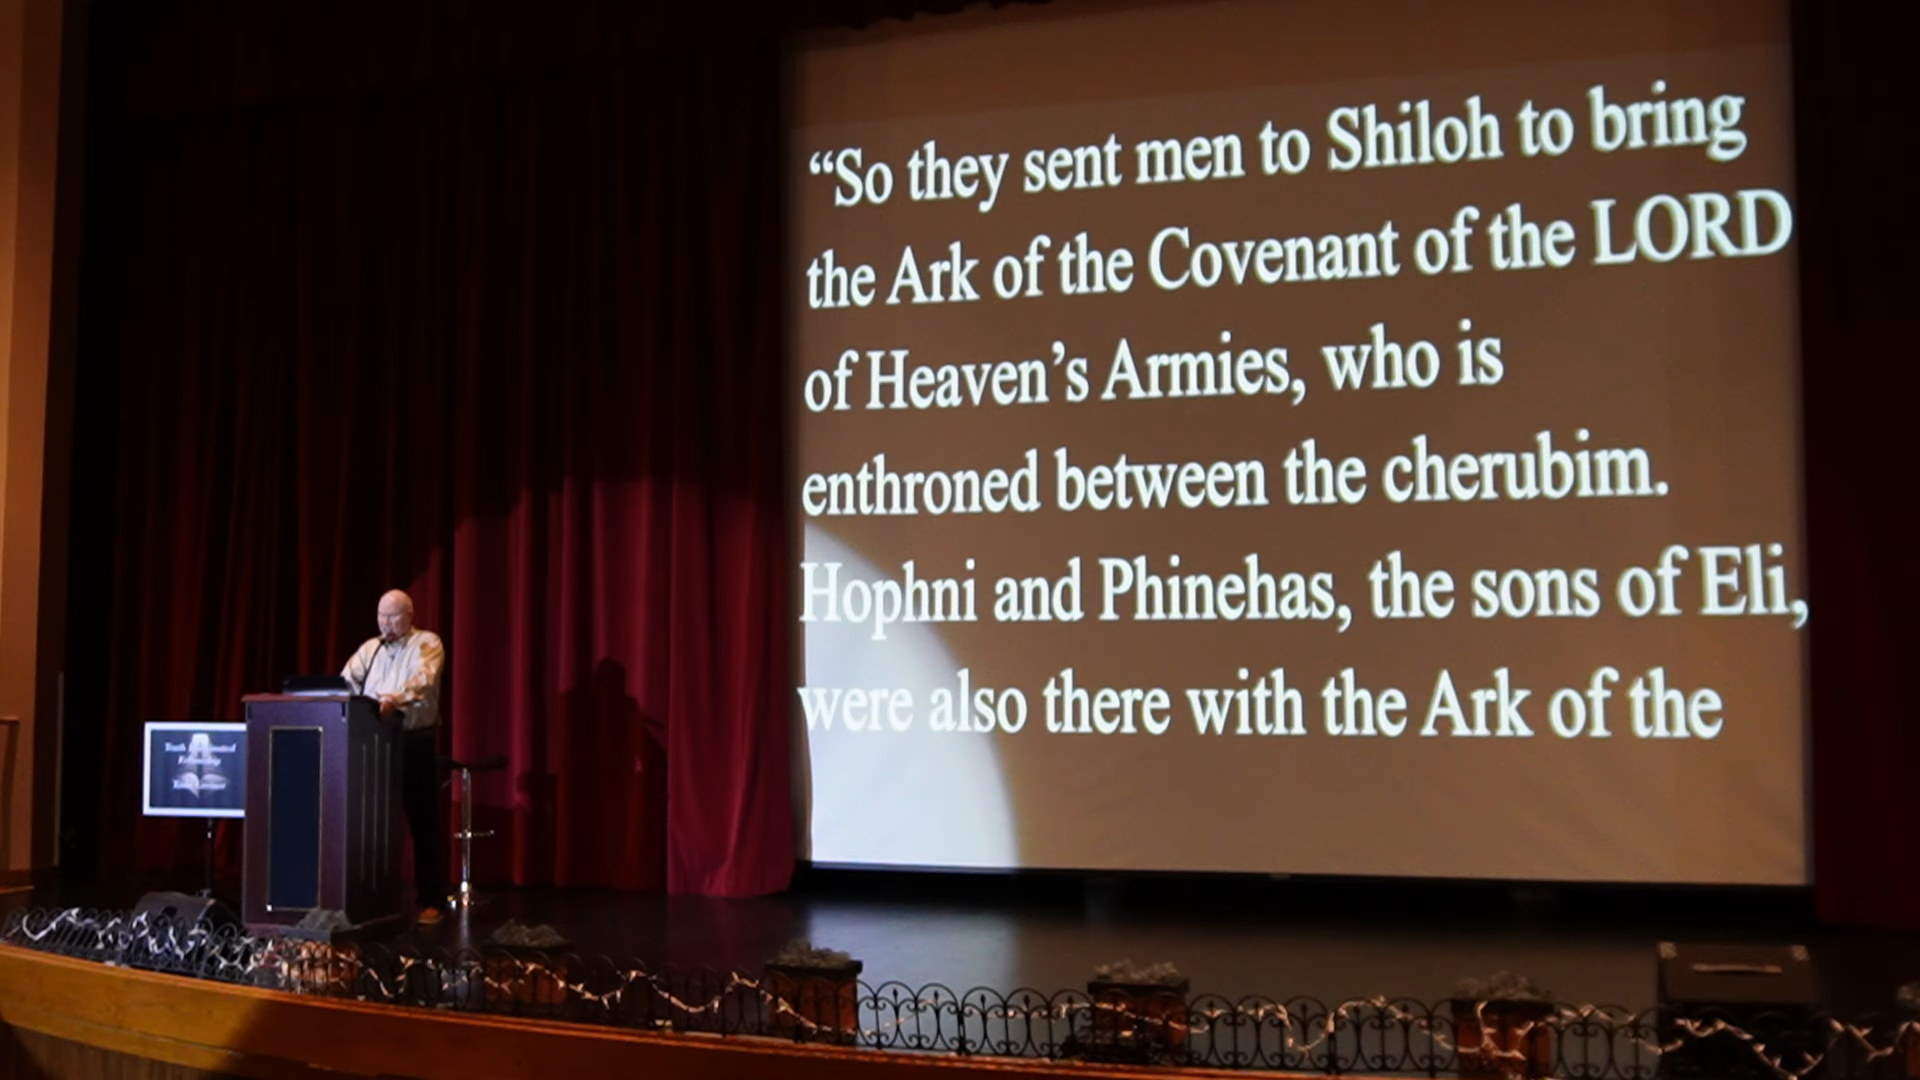 “So they sent men to Shiloh to bring
the Ark of the Covenant of the LORD
of Heaven’s Armies, who is
enthroned between the cherubim.
Hophni and Phinehas, the sons of Eli,
were also there with the Ark of the
Truth
Fellowship